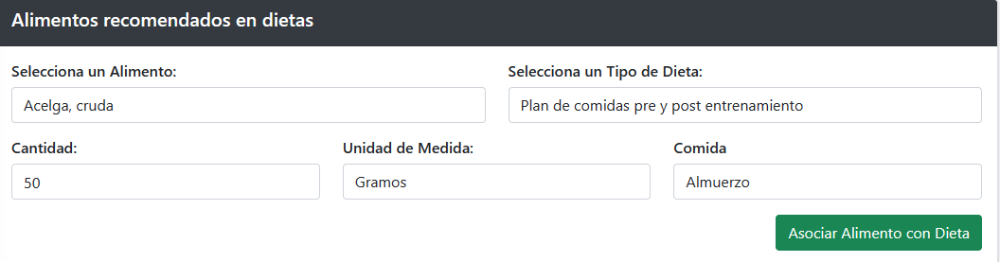 Alimentos recomendados en dietas
Selecciona un Alimento: Selecciona un Tipo de Dieta:
Acelga, cruda Plan de comidas pre y post entrenamiento
Cantidad: Unidad de Medida: Comida
50 Gramos Almuerzo
Asociar Alimento con Dieta